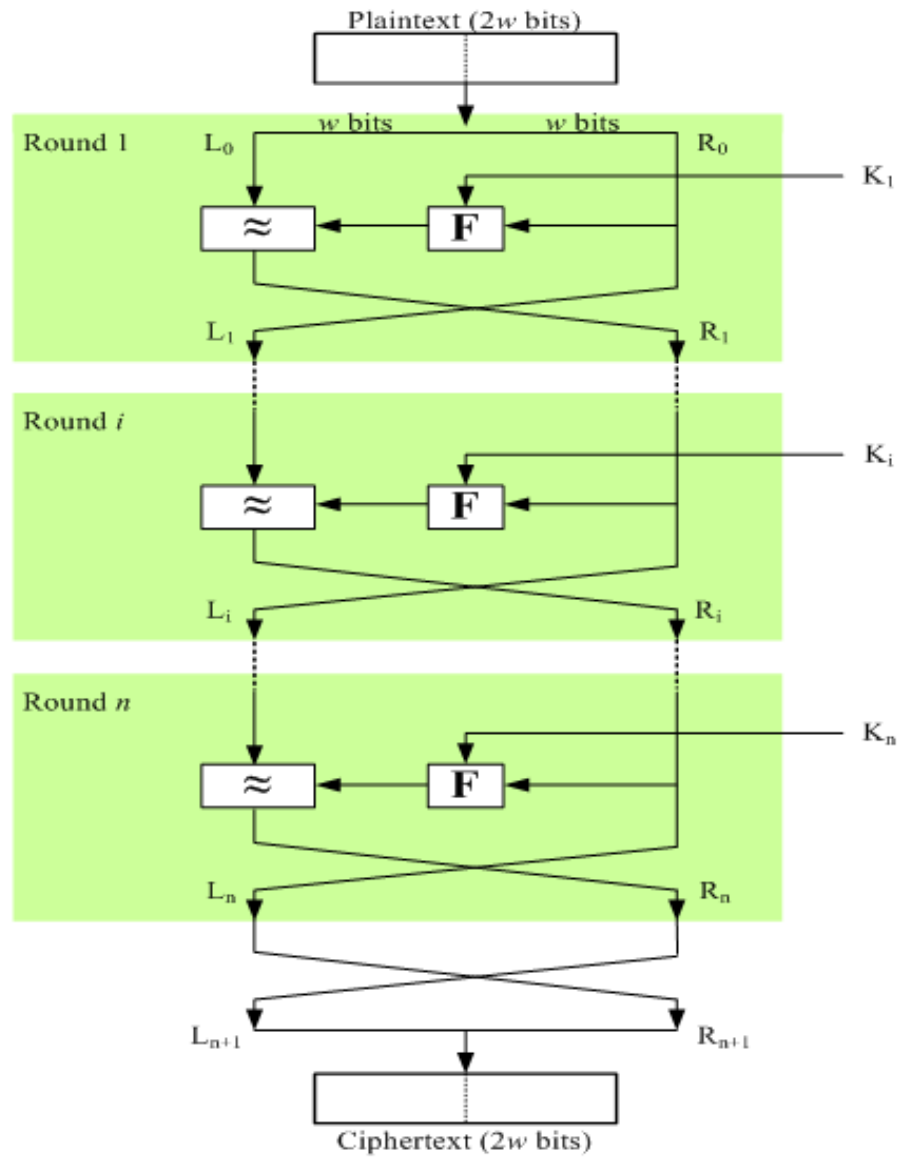 Plaintext (2w bits)
w bits w bits
Round 1 L₀ R₀
K₁
≈ F
L₁ R₁
Round i
Kᵢ
≈ F
Lᵢ Rᵢ
Round n
Kₙ
≈ F
Lₙ Rₙ
Lₙ₊₁ Rₙ₊₁
Ciphertext (2w bits)